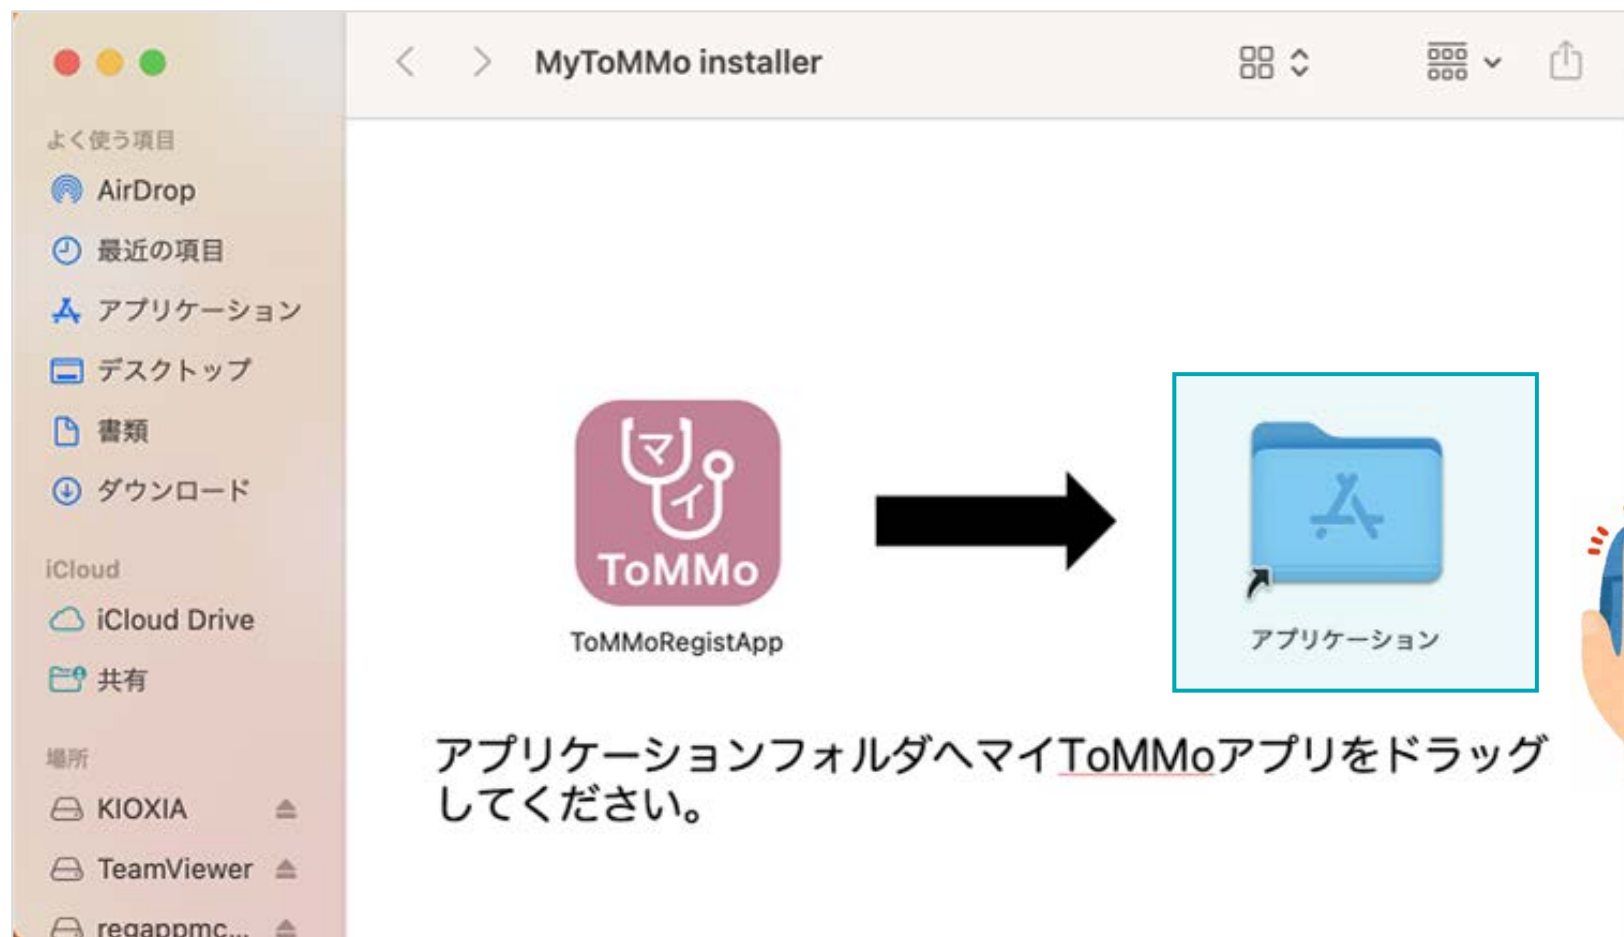 MyToMMo installer
よく使う項目
AirDrop
最近の項目
アプリケーション
デスクトップ
書類
ダウンロード
iCloud
iCloud Drive
共有
場所
KIOXIA
TeamViewer
regappmc...
マイ
ToMMo
ToMMoRegistApp
アプリケーション
アプリケーションフォルダへマイToMMoアプリをドラッグ
してください。